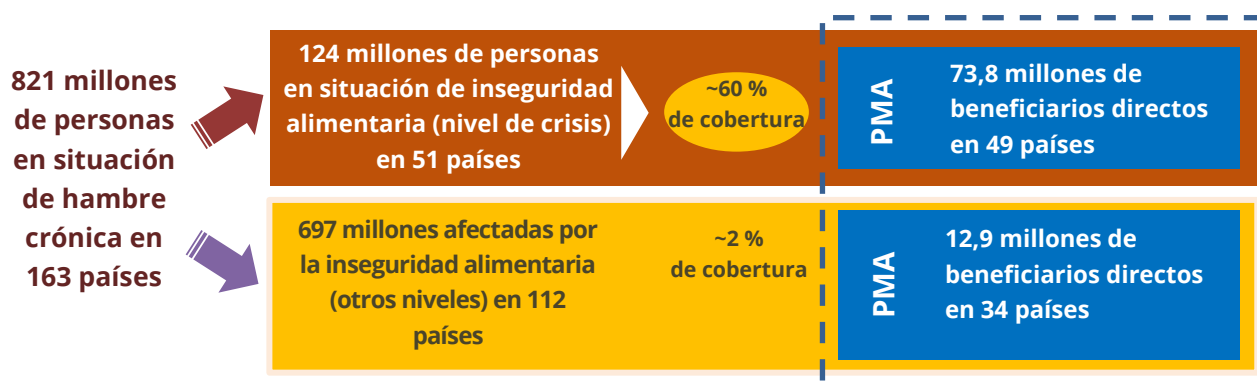 821 millones
de personas
en situación
de hambre
crónica en
163 países
124 millones de personas
en situación de inseguridad
alimentaria (nivel de crisis)
en 51 países
~60 %
de cobertura
PMA
73,8 millones de
beneficiarios directos
en 49 países
697 millones afectadas por
la inseguridad alimentaria
(otros niveles) en 112
países
~2 %
de cobertura
PMA
12,9 millones de
beneficiarios directos
en 34 países